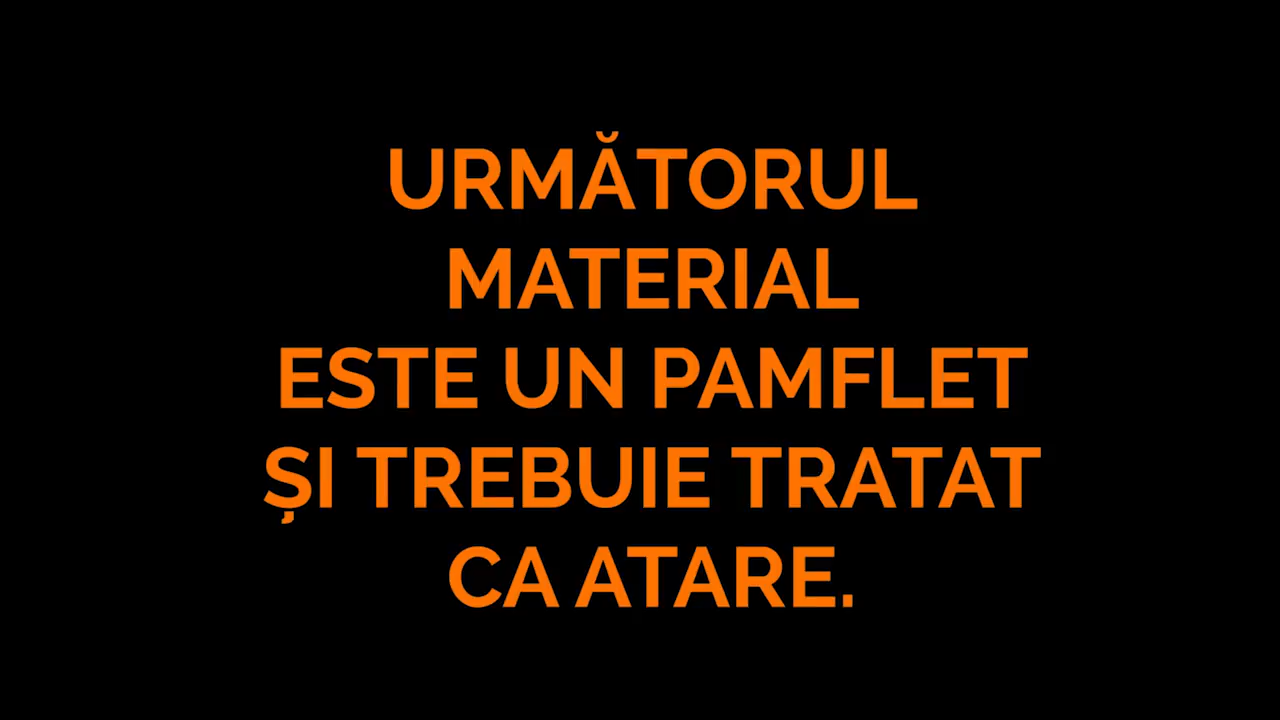 URMĂTORUL
MATERIAL
ESTE UN PAMFLET
ȘI TREBUIE TRATAT
CA ATARE.